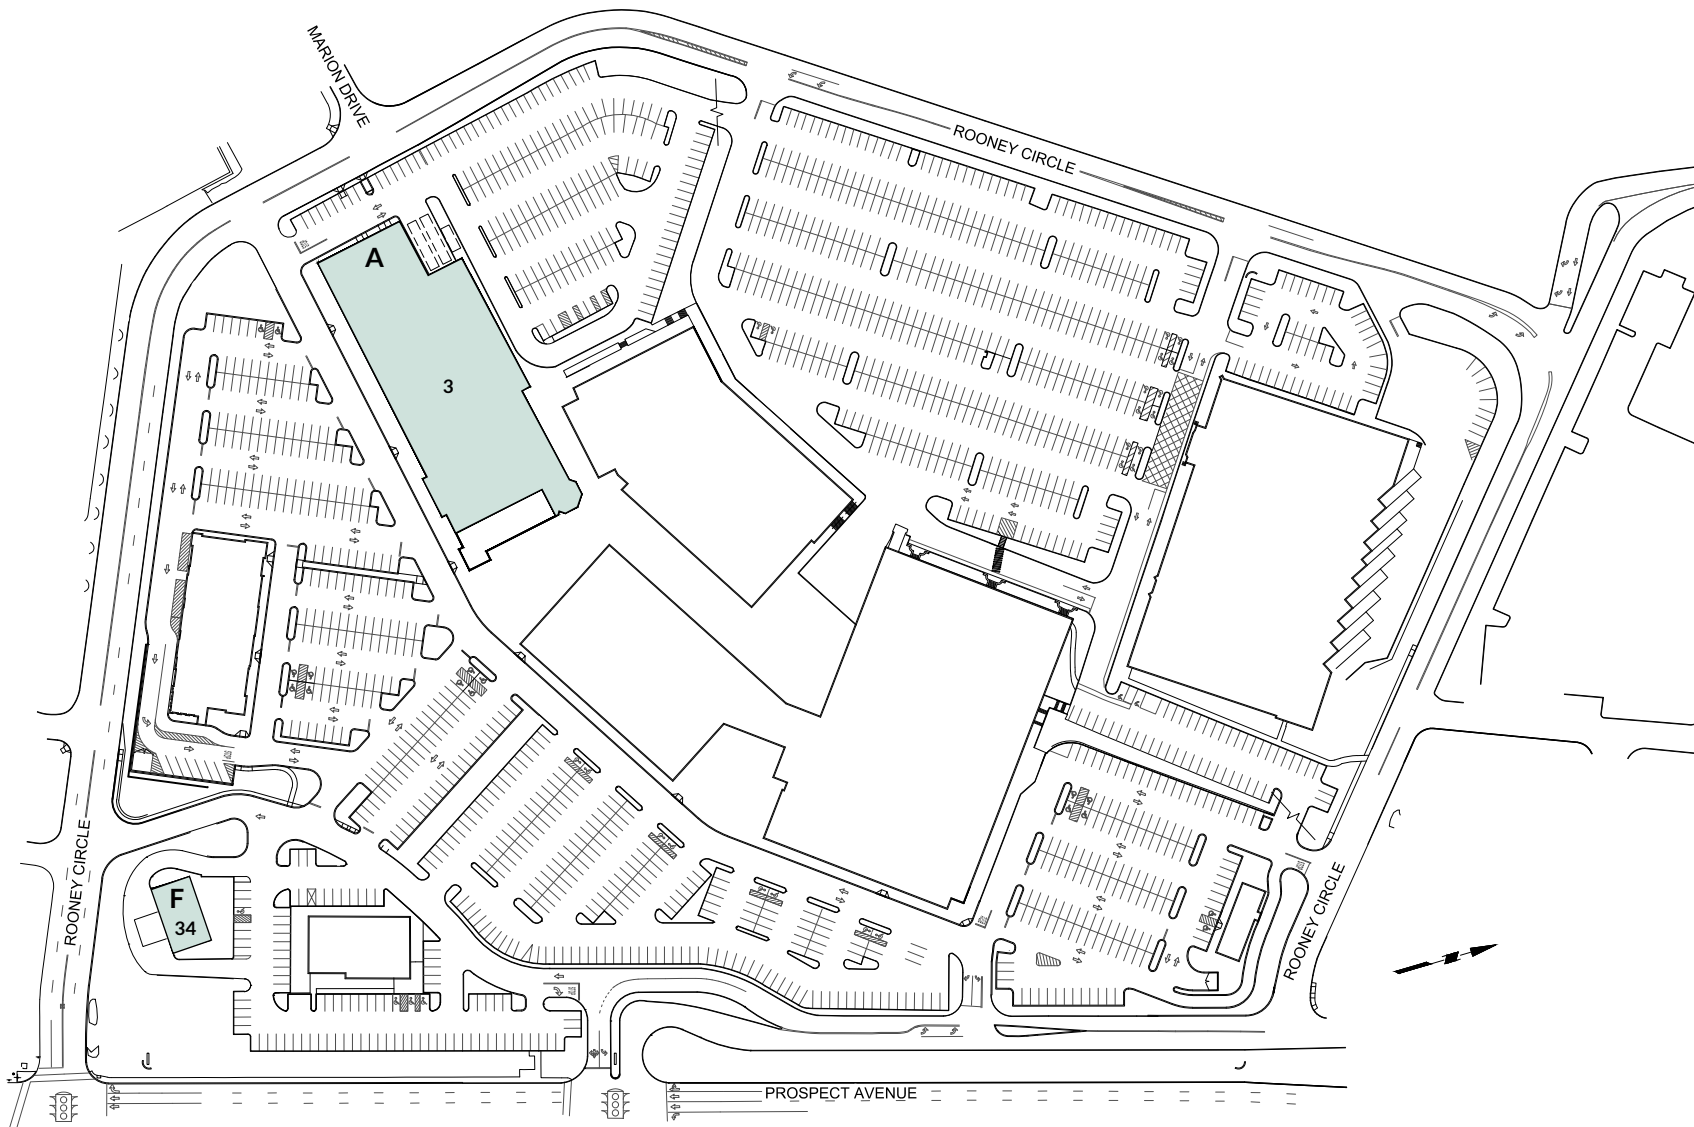 MARION DRIVE
ROONEY CIRCLE
A
3
ROONEY CIRCLE
F
34
ROONEY CIRCLE
PROSPECT AVENUE